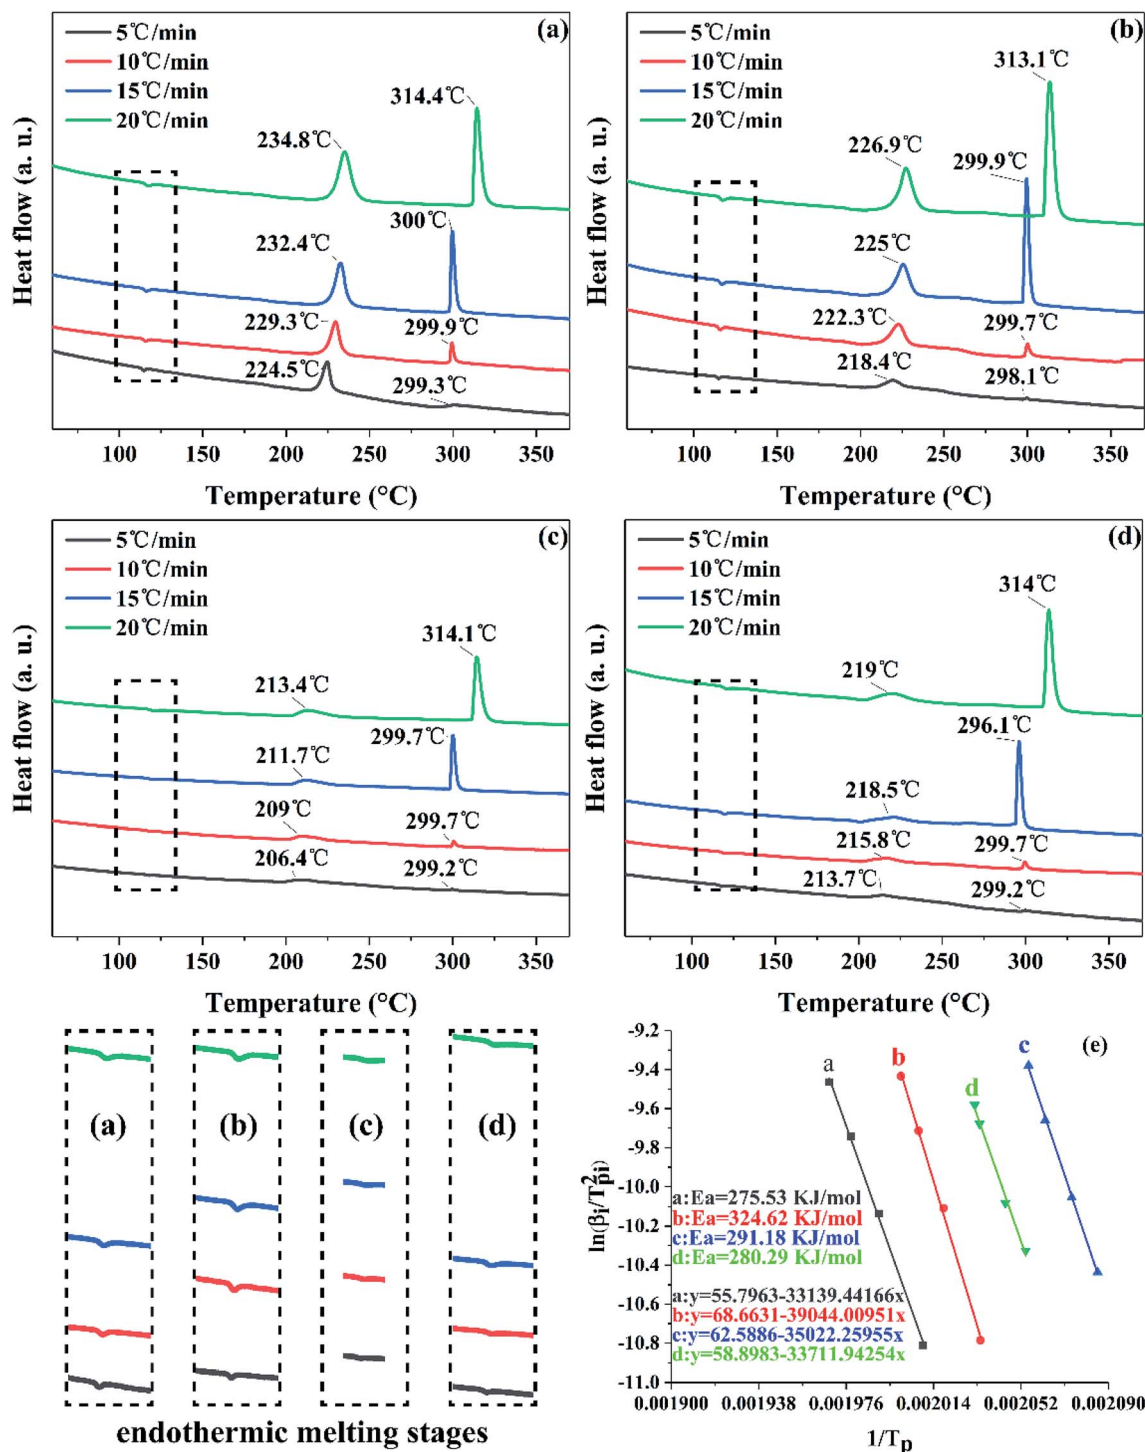 (a)
5℃/min
10℃/min
15℃/min
20℃/min
314.4℃
234.8℃
300℃
232.4℃
229.3℃
299.9℃
224.5℃
299.3℃
Heat flow (a. u.)
100 150 200 250 300 350
Temperature (°C)
(b)
5℃/min
10℃/min
15℃/min
20℃/min
313.1℃
226.9℃
299.9℃
225℃
222.3℃
299.7℃
218.4℃
298.1℃
Heat flow (a. u.)
100 150 200 250 300 350
Temperature (°C)
(c)
5℃/min
10℃/min
15℃/min
20℃/min
314.1℃
213.4℃
299.7℃
211.7℃
209℃
299.7℃
206.4℃
299.2℃
Heat flow (a. u.)
100 150 200 250 300 350
Temperature (°C)
(d)
5℃/min
10℃/min
15℃/min
20℃/min
314℃
219℃
296.1℃
218.5℃
215.8℃
299.7℃
213.7℃
299.2℃
Heat flow (a. u.)
100 150 200 250 300 350
Temperature (°C)
(a) (b) (c) (d)
endothermic melting stages
(e)
a b d c
-9.2
-9.4
-9.6
-9.8
-10.0
-10.2
-10.4
-10.6
-10.8
-11.0
ln(βi/T²pi)
a:Ea=275.53 KJ/mol
b:Ea=324.62 KJ/mol
c:Ea=291.18 KJ/mol
d:Ea=280.29 KJ/mol
a:y=55.7963-33139.44166x
b:y=68.6631-39044.00951x
c:y=62.5886-35022.25955x
d:y=58.8983-33711.94254x
0.001900 0.001938 0.001976 0.002014 0.002052 0.002090
1/Tp